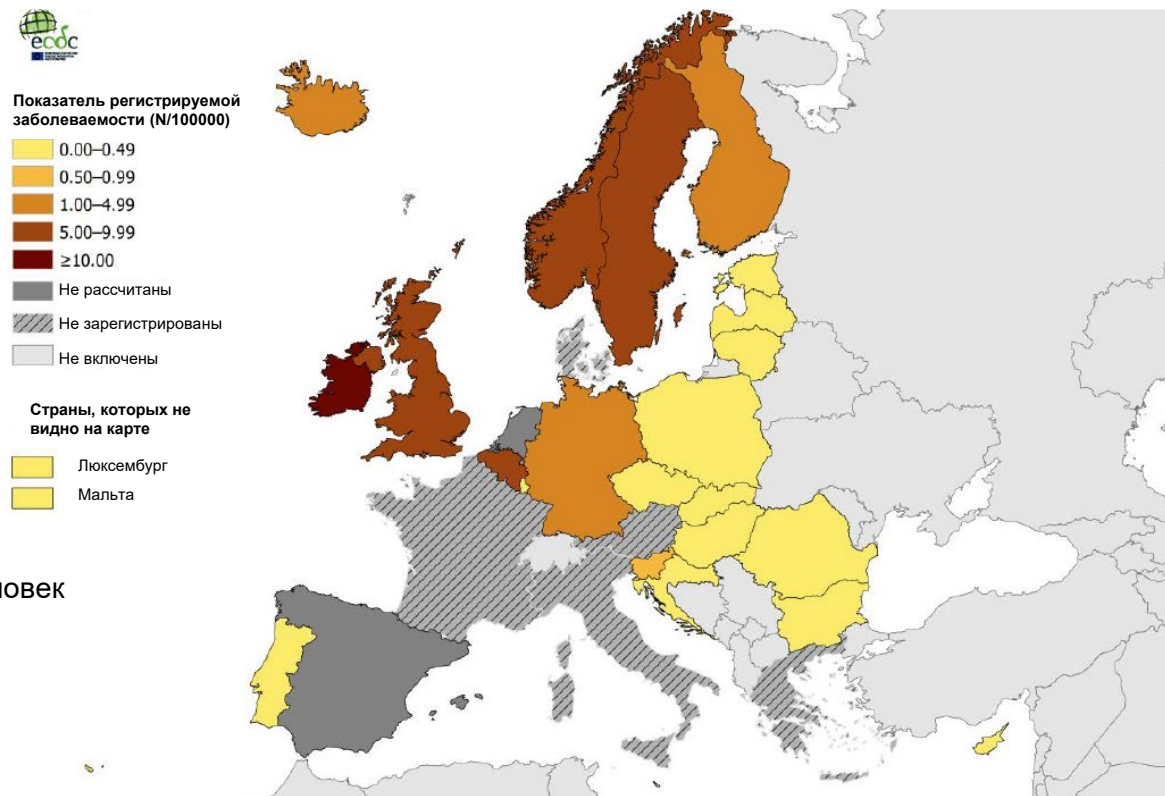 ecdc
Показатель регистрируемой
заболеваемости (N/100000)
0.00–0.49
0.50–0.99
1.00–4.99
5.00–9.99
≥10.00
Не рассчитаны
Не зарегистрированы
Не включены
Страны, которых не
видно на карте
Люксембург
Мальта
ловек